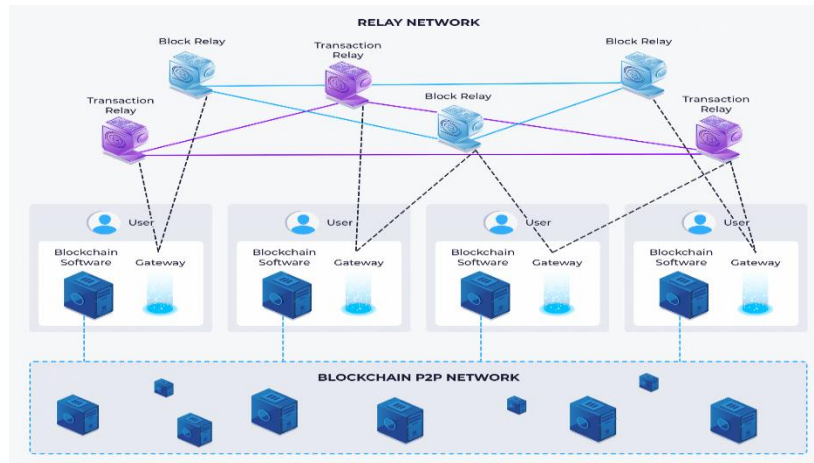 RELAY NETWORK
Block Relay
Transaction
Relay
Block Relay
Transaction
Relay
Block Relay
Transaction
Relay
User
Blockchain
Software
Gateway
User
Blockchain
Software
Gateway
User
Blockchain
Software
Gateway
User
Blockchain
Software
Gateway
BLOCKCHAIN P2P NETWORK